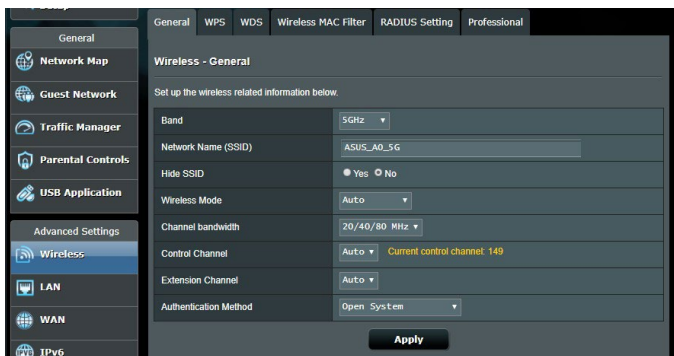 General WPS WDS Wireless MAC Filter RADIUS Setting Professional
General
Network Map
Guest Network
Traffic Manager
Parental Controls
USB Application
Advanced Settings
Wireless
LAN
WAN
IPv6
Wireless - General
Set up the wireless related information below.
Band 5GHz
Network Name (SSID) ASUS_AO_5G
Hide SSID Yes No
Wireless Mode Auto
Channel bandwidth 20/40/80 MHz
Control Channel Auto Current control channel: 149
Extension Channel Auto
Authentication Method Open System
Apply